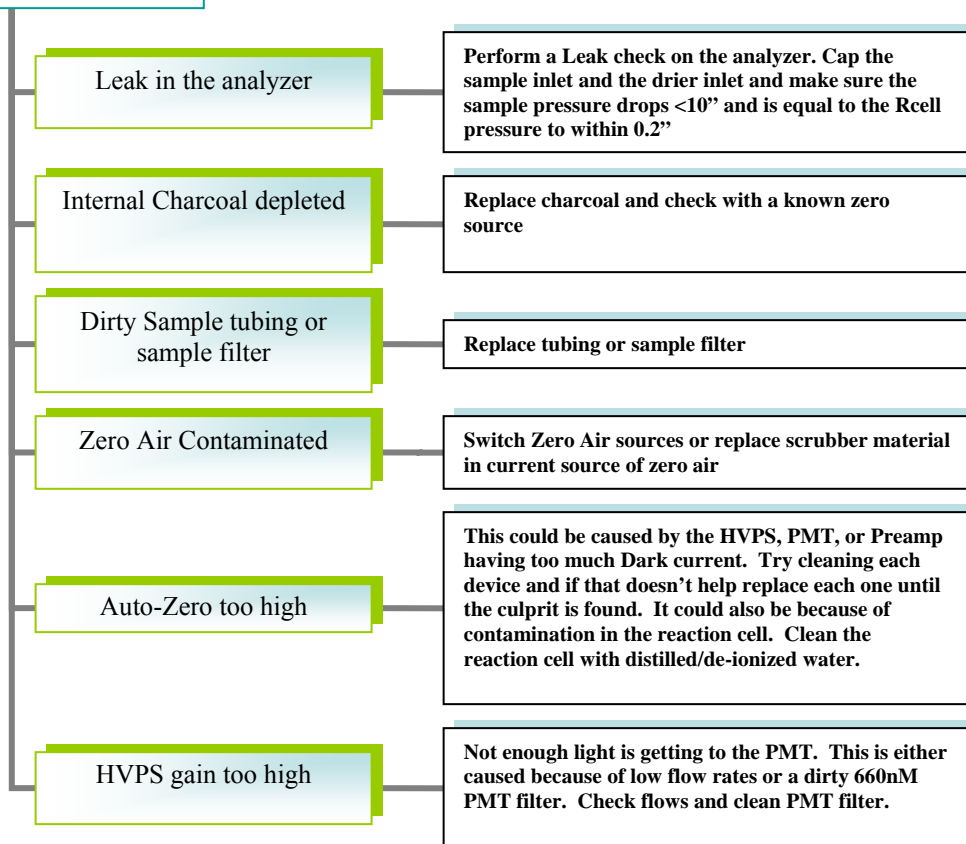 Leak in the analyzer
Perform a Leak check on the analyzer. Cap the
sample inlet and the drier inlet and make sure the
sample pressure drops <10” and is equal to the Rcell
pressure to within 0.2”
Internal Charcoal depleted
Replace charcoal and check with a known zero
source
Dirty Sample tubing or
sample filter
Replace tubing or sample filter
Zero Air Contaminated
Switch Zero Air sources or replace scrubber material
in current source of zero air
Auto-Zero too high
This could be caused by the HVPS, PMT, or Preamp
having too much Dark current.  Try cleaning each
device and if that doesn’t help replace each one until
the culprit is found.  It could also be because of
contamination in the reaction cell.  Clean the
reaction cell with distilled/de-ionized water.
HVPS gain too high
Not enough light is getting to the PMT.  This is either
caused because of low flow rates or a dirty 660nM
PMT filter.  Check flows and clean PMT filter.